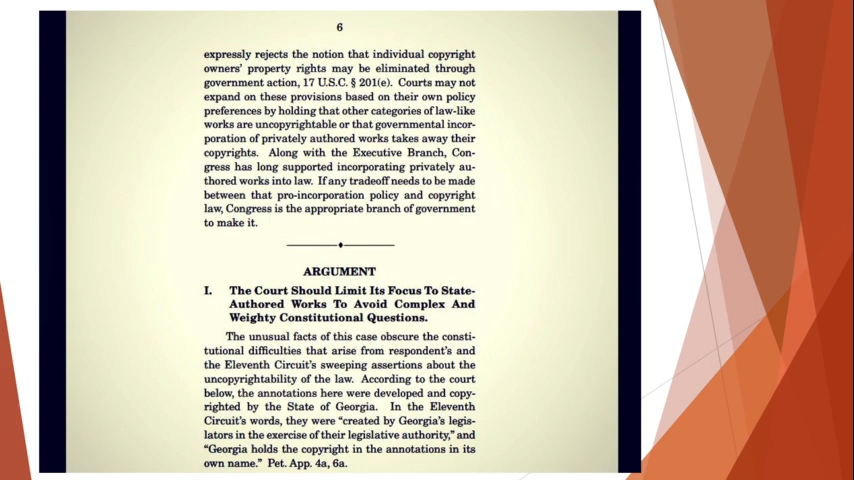 6
expressly rejects the notion that individual copyright
owners' property rights may be eliminated through
government action, 17 U.S.C. § 201(e). Courts may not
expand on these provisions based on their own policy
preferences by holding that other categories of law-like
works are uncopyrightable or that governmental incor-
poration of privately authored works takes away their
copyrights. Along with the Executive Branch, Con-
gress has long supported incorporating privately au-
thored works into law. If any tradeoff needs to be made
between that pro-incorporation policy and copyright
law, Congress is the appropriate branch of government
to make it.
ARGUMENT
I. The Court Should Limit Its Focus To State-
Authored Works To Avoid Complex And
Weighty Constitutional Questions.
The unusual facts of this case obscure the consti-
tutional difficulties that arise from respondent's and
the Eleventh Circuit's sweeping assertions about the
uncopyrightability of the law. According to the court
below, the annotations here were developed and copy-
righted by the State of Georgia. In the Eleventh
Circuit's words, they were “created by Georgia's legis-
lators in the exercise of their legislative authority,” and
“Georgia holds the copyright in the annotations in its
own name.” Pet. App. 4a, 6a.